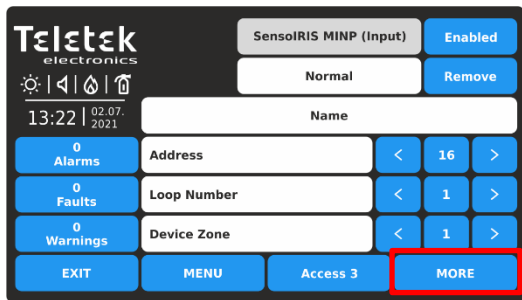 Teletek
electronics
SensoIRIS MINP (Input)
Enabled
Normal
Remove
13:22
02.07.
2021
Name
0
Alarms
Address
<
16
>
0
Faults
Loop Number
<
1
>
0
Warnings
Device Zone
<
1
>
EXIT
MENU
Access 3
MORE